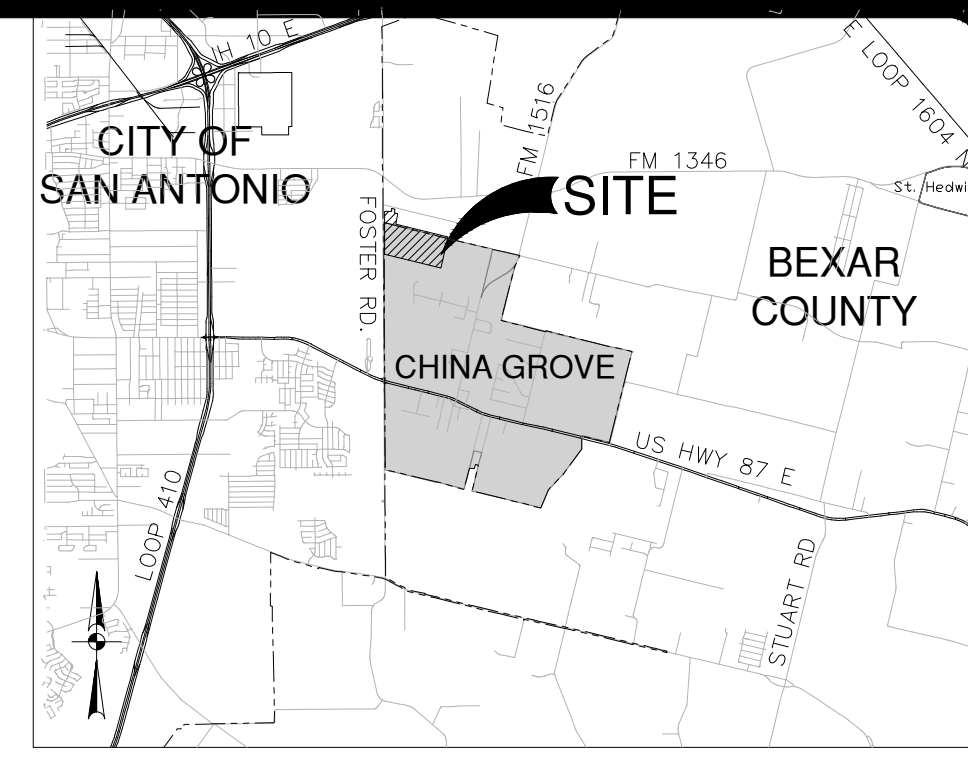 IH 10 E
E LOOP 1604 N
CITY OF
SAN ANTONIO
FM 1516
FM 1346
St. Hedwi
SITE
FOSTER RD.
BEXAR
COUNTY
CHINA GROVE
US HWY 87 E
LOOP 410
STUART RD